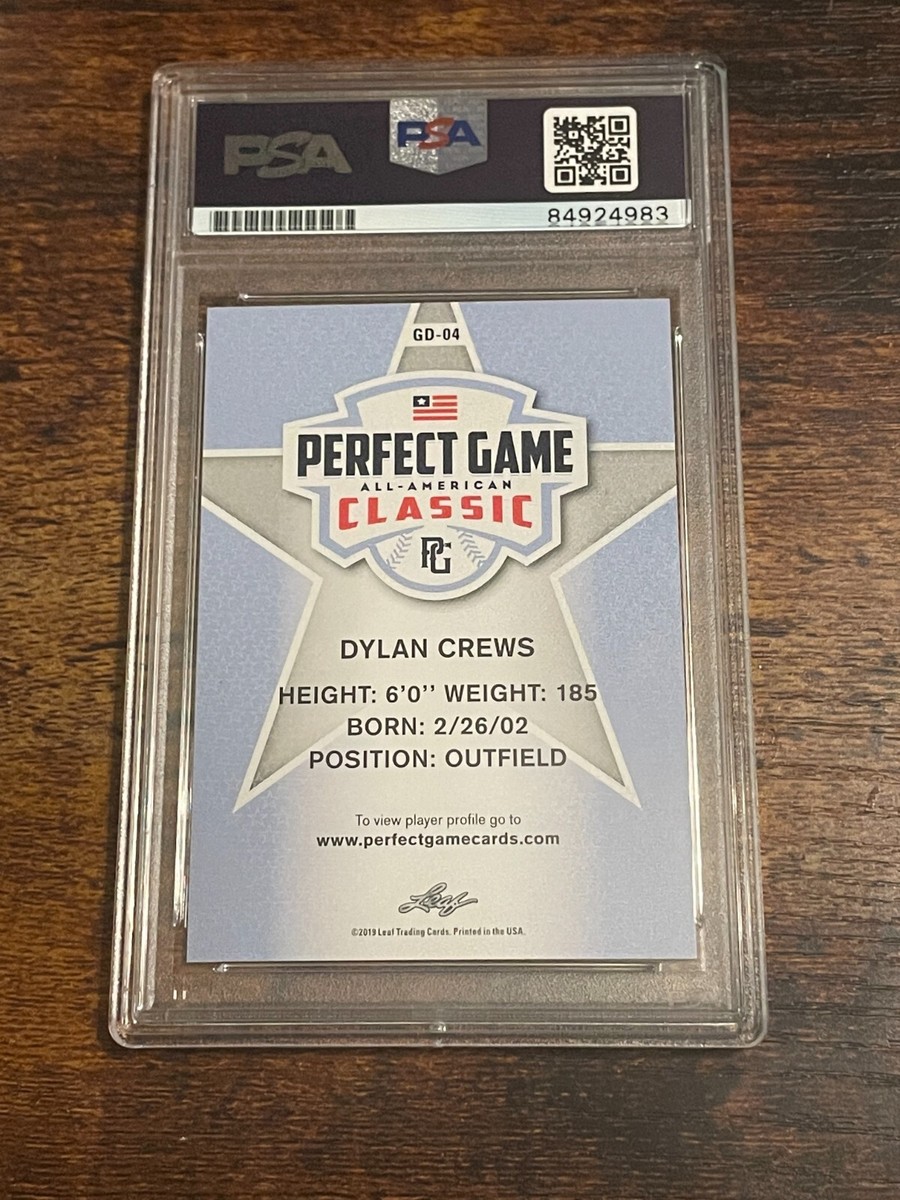 PSA
PSA
84924983
GD-04
PERFECT GAME
ALL-AMERICAN
CLASSIC
PG
DYLAN CREWS
HEIGHT: 6'0'' WEIGHT: 185
BORN: 2/26/02
POSITION: OUTFIELD
To view player profile go to
www.perfectgamecards.com
Leaf
©2019 Leaf Trading Cards. Printed in the USA.